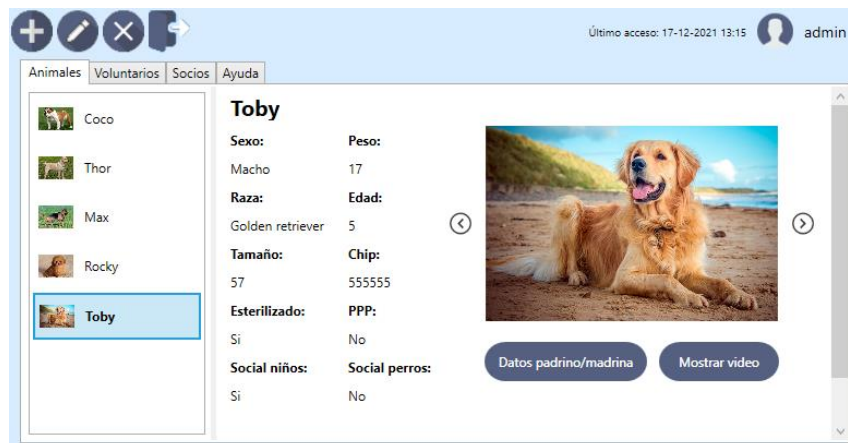 Último acceso: 17-12-2021 13:15 admin
Animales Voluntarios Socios Ayuda
Coco
Thor
Max
Rocky
Toby
Toby
Sexo: Peso:
Macho 17
Raza: Edad:
Golden retriever 5
Tamaño: Chip:
57 555555
Esterilizado: PPP:
Si No
Social niños: Social perros:
Si No
Datos padrino/madrina Mostrar video